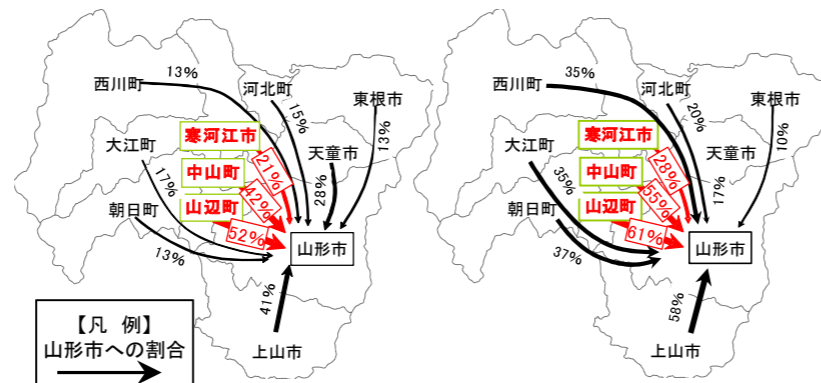 西川町
13%
河北町
15%
東根市
13%
寒河江市
21%
大江町
17%
天童市
28%
中山町
42%
山辺町
52%
朝日町
13%
山形市
41%
上山市
【凡 例】
山形市への割合
西川町
35%
河北町
20%
東根市
10%
寒河江市
28%
大江町
35%
天童市
17%
中山町
55%
山辺町
61%
朝日町
37%
山形市
58%
上山市